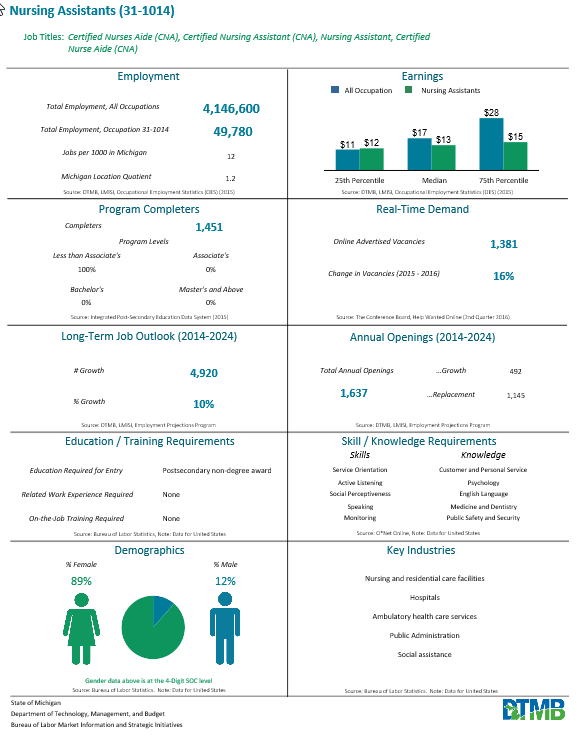 Nursing Assistants (31-1014)
Job Titles: Certified Nurses Aide (CNA), Certified Nursing Assistant (CNA), Nursing Assistant, Certified
Nurse Aide (CNA)
Employment
Total Employment, All Occupations 4,146,600
Total Employment, Occupation 31-1014 49,780
Jobs per 1000 in Michigan 12
Michigan Location Quotient 1.2
Source: DTMB, LMISI, Occupational Employment Statistics (OES) (2015)
Earnings
All Occupation Nursing Assistants
$11 $12 $17 $13 $28 $15
25th Percentile Median 75th Percentile
Source: DTMB, LMISI, Occupational Employment Statistics (OES) (2015)
Program Completers
Completers 1,451
Program Levels
Less than Associate's Associate's
100% 0%
Bachelor's Master's and Above
0% 0%
Source: Integrated Post-Secondary Education Data System (2015)
Real-Time Demand
Online Advertised Vacancies 1,381
Change in Vacancies (2015 - 2016) 16%
Source: The Conference Board, Help Wanted Online (2nd Quarter 2016)
Long-Term Job Outlook (2014-2024)
# Growth 4,920
% Growth 10%
Source: DTMB, LMISI, Employment Projections Program
Annual Openings (2014-2024)
Total Annual Openings ...Growth 492
1,637 ...Replacement 1,145
Source: DTMB, LMISI, Employment Projections Program
Education / Training Requirements
Education Required for Entry Postsecondary non-degree award
Related Work Experience Required None
On-the-Job Training Required None
Source: Bureau of Labor Statistics, Note: Data for United States
Skill / Knowledge Requirements
Skills Knowledge
Service Orientation Customer and Personal Service
Active Listening Psychology
Social Perceptiveness English Language
Speaking Medicine and Dentistry
Monitoring Public Safety and Security
Source: O*Net Online, Note: Data for United States
Demographics
% Female % Male
89% 12%
Gender data above is at the 4-Digit SOC level
Source: Bureau of Labor Statistics. Note: Data for United States
Key Industries
Nursing and residential care facilities
Hospitals
Ambulatory health care services
Public Administration
Social assistance
Source: Bureau of Labor Statistics. Note: Data for United States
State of Michigan
Department of Technology, Management, and Budget
Bureau of Labor Market Information and Strategic Initiatives
DTMB